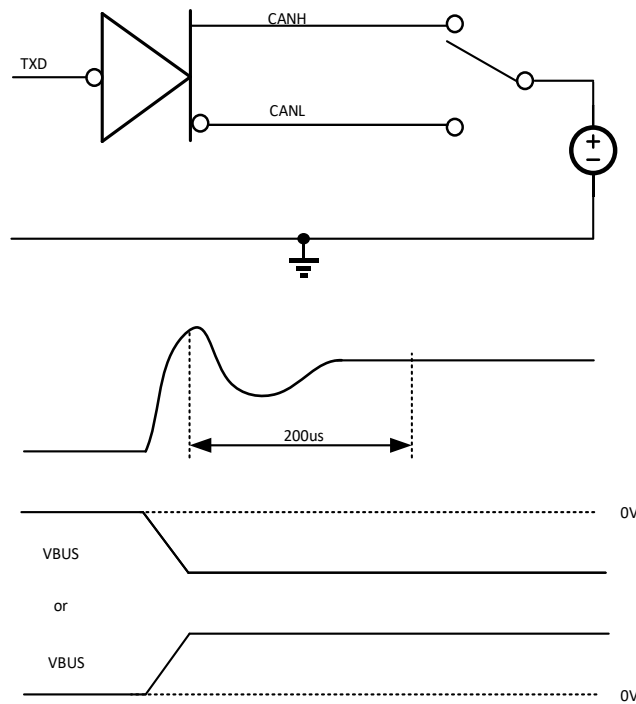 CANH
TXD
CANL
+
−
200us
0V
VBUS
or
VBUS
0V